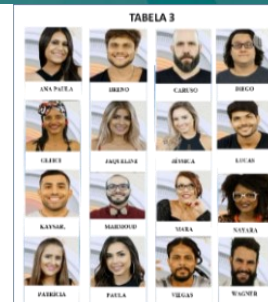 TABELA 3
ANA PAULA BRENO CARUSO DIEGO
GLEICI JAQUELINE JÉSSICA LUCAS
KAYSAR MAHMOUD MARA NAYARA
PATRÍCIA PAULA VIEGAS WAGNER